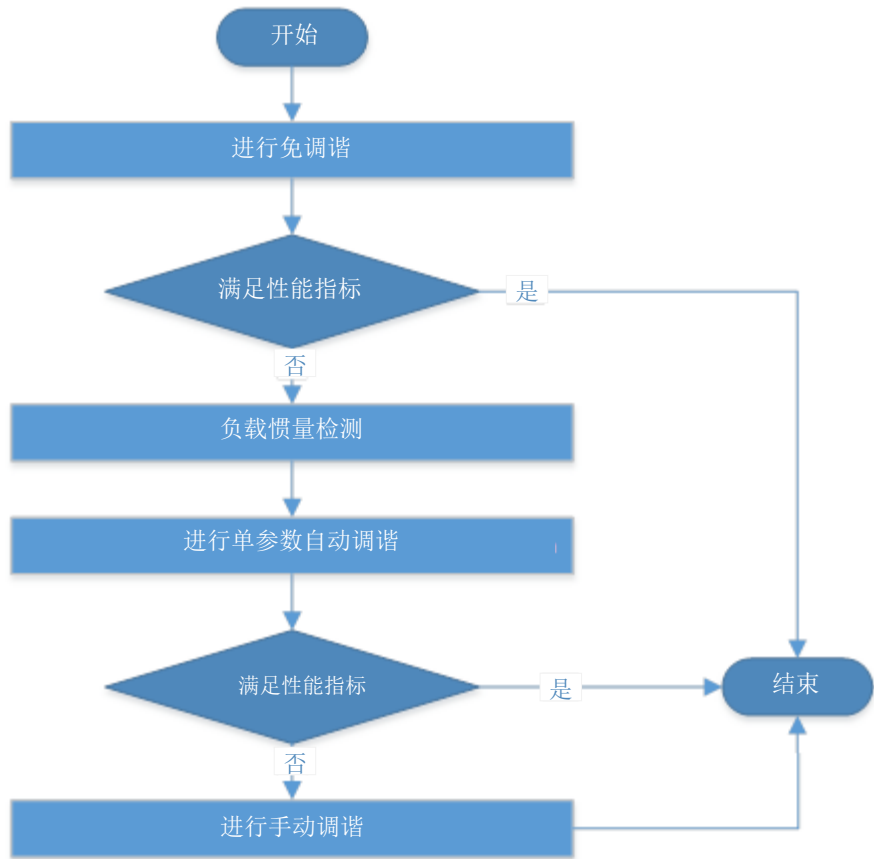 开始
进行免调谐
满足性能指标
是
否
负载惯量检测
进行单参数自动调谐
满足性能指标
是
结束
否
进行手动调谐